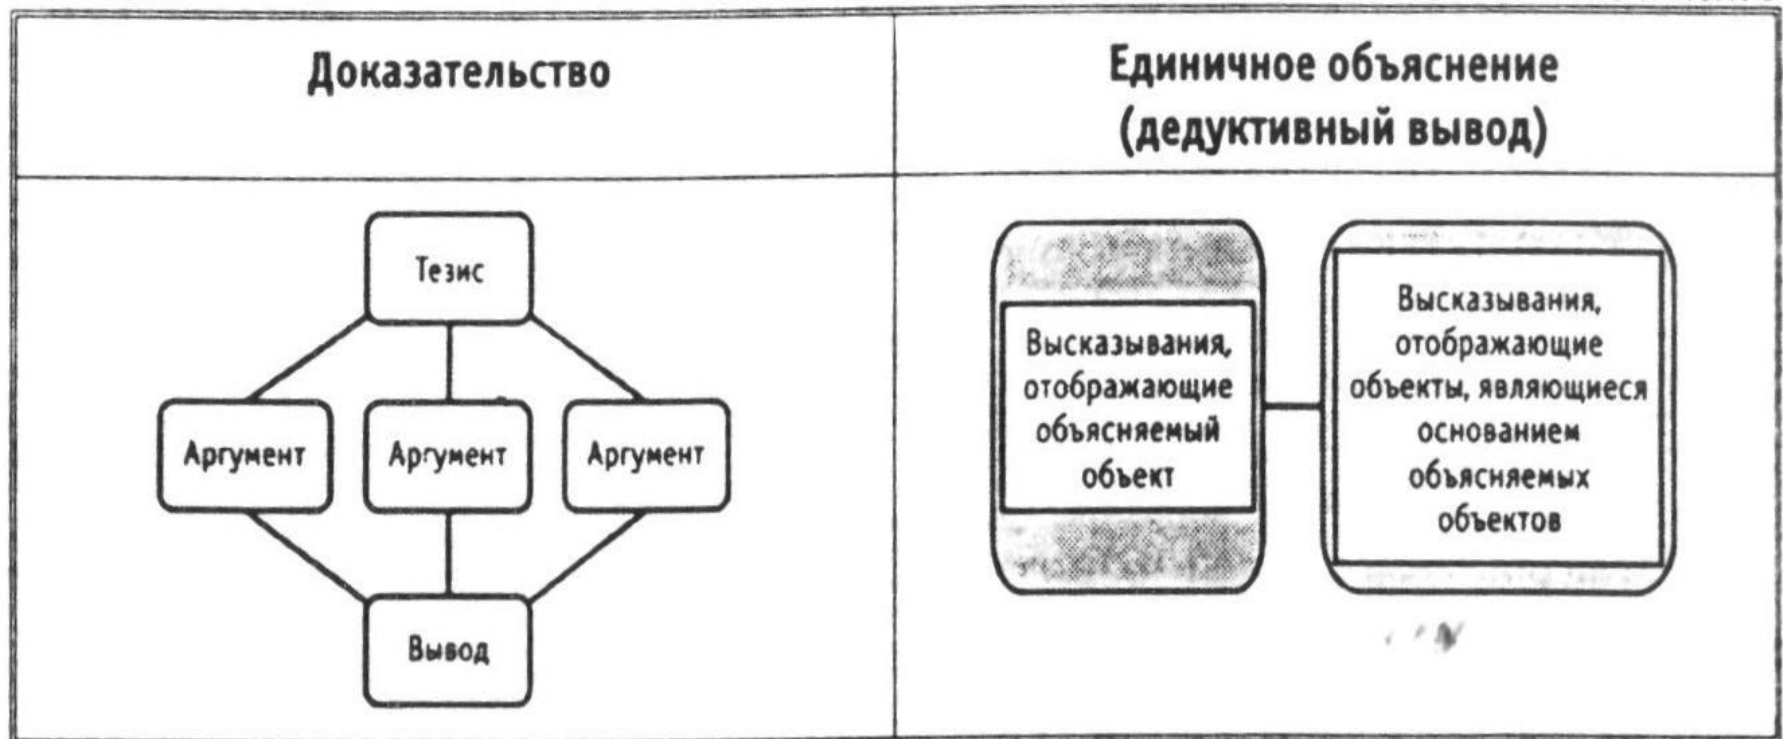 Доказательство
Единичное объяснение
(дедуктивный вывод)
Тезис
Аргумент
Аргумент
Аргумент
Вывод
Высказывания,
отображающие
объясняемый
объект
Высказывания,
отображающие
объекты, являющиеся
основанием
объясняемых
объектов